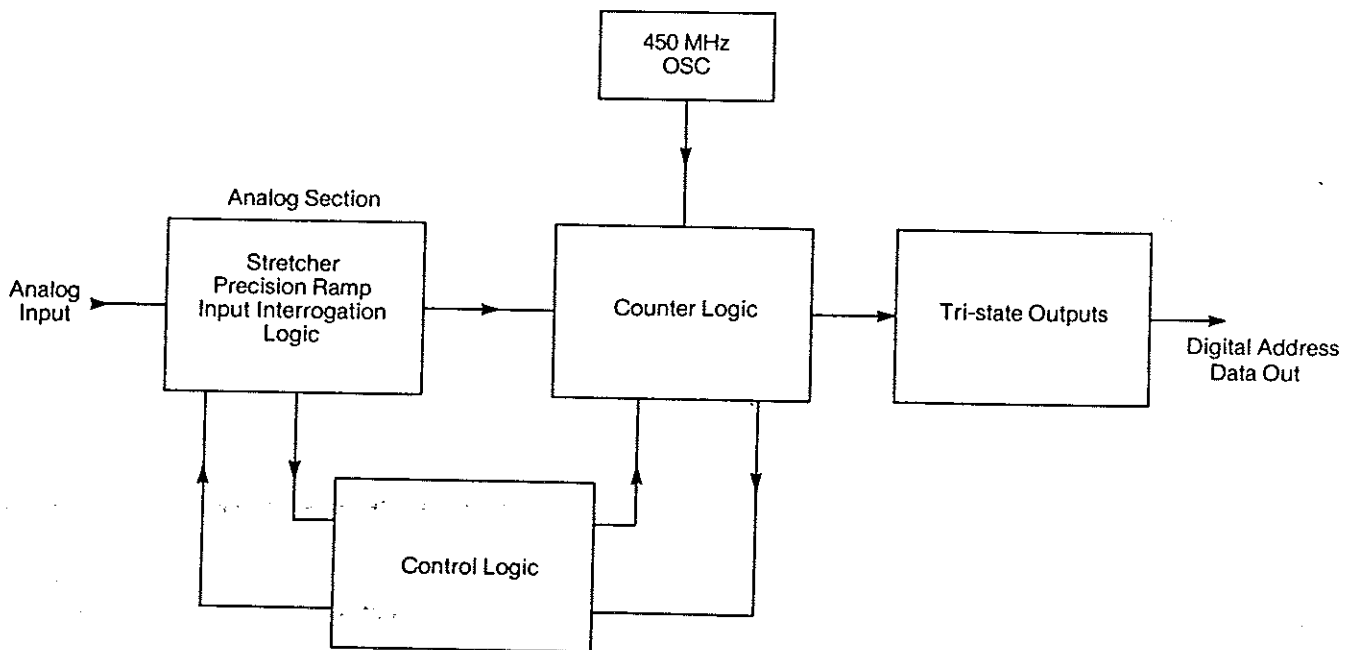 450 MHz
OSC
Analog Section
Stretcher
Precision Ramp
Input Interrogation
Logic
Analog
Input
Counter Logic
Tri-state Outputs
Digital Address
Data Out
Control Logic